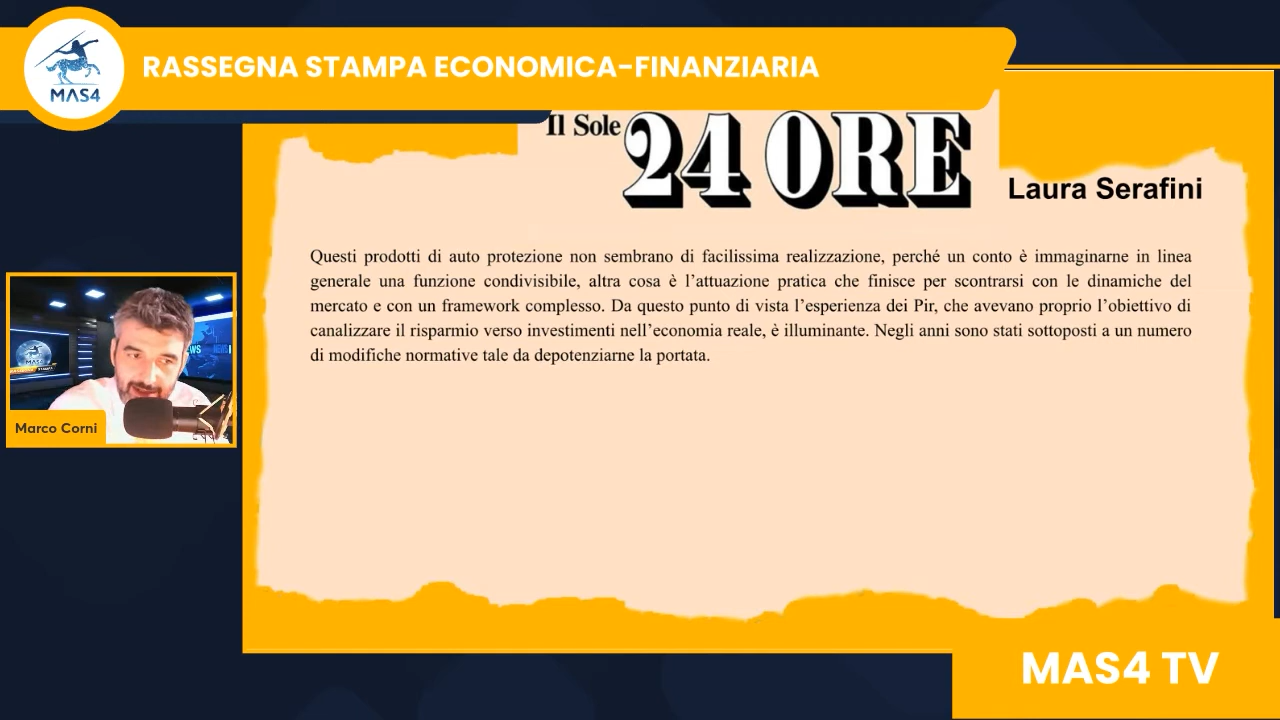 RASSEGNA STAMPA ECONOMICA-FINANZIARIA
MAS4
Il Sole 24 ORE
Laura Serafini
Questi prodotti di auto protezione non sembrano di facilissima realizzazione, perché un conto è immaginarne in linea
generale una funzione condivisibile, altra cosa è l’attuazione pratica che finisce per scontrarsi con le dinamiche del
mercato e con un framework complesso. Da questo punto di vista l’esperienza dei Pir, che avevano proprio l’obiettivo di
canalizzare il risparmio verso investimenti nell’economia reale, è illuminante. Negli anni sono stati sottoposti a un numero
di modifiche normative tale da depotenziarne la portata.
MAS4
Marco Corni
MAS4 TV